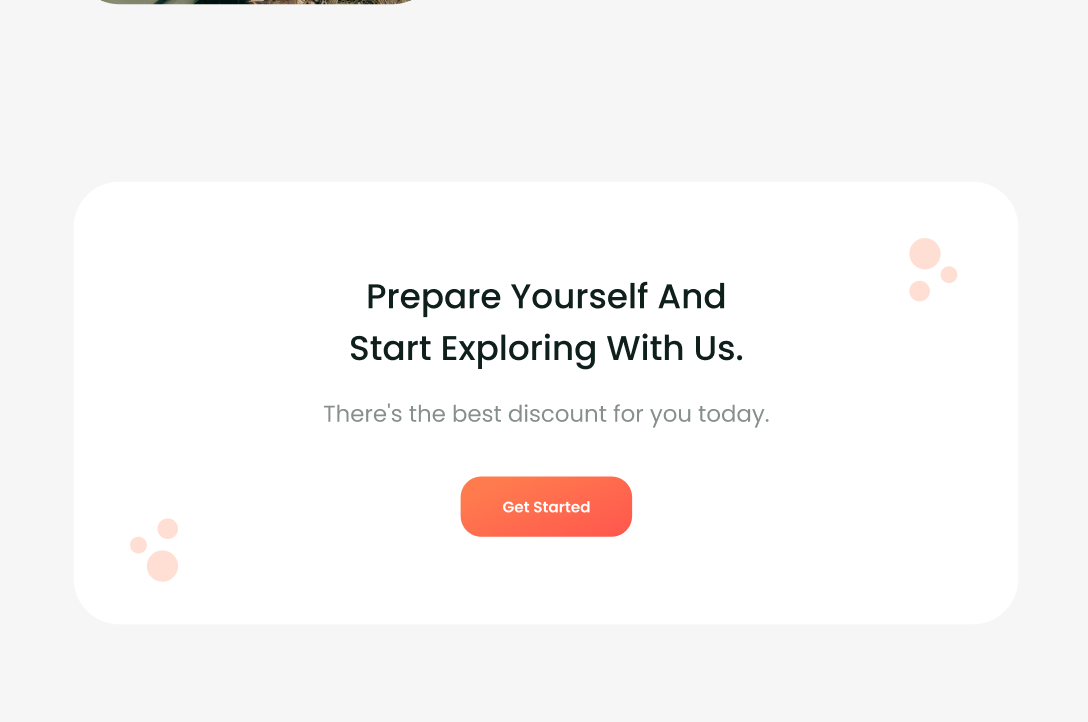 Prepare Yourself And
Start Exploring With Us.
There's the best discount for you today.
Get Started